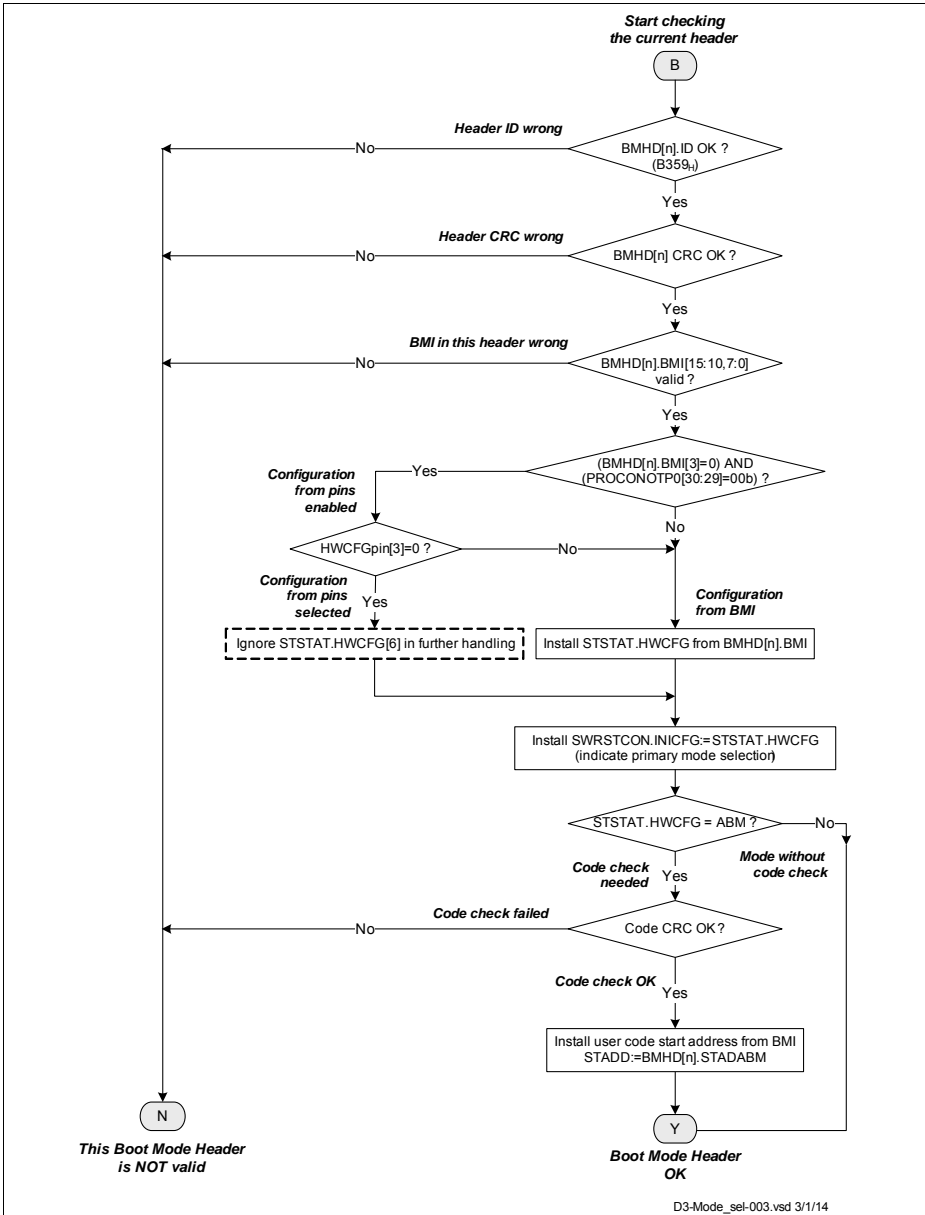 Start checking
the current header
B
Header ID wrong
No
BMHD[n].ID OK ?
(B359H)
Yes
Header CRC wrong
No
BMHD[n] CRC OK ?
Yes
BMI in this header wrong
No
BMHD[n].BMI[15:10,7:0]
valid ?
Yes
(BMHD[n].BMI[3]=0) AND
(PROCONOTP0[30:29]=00b) ?
Yes
Configuration
from pins
enabled
No
HWCFGpin[3]=0 ?
No
Configuration
from pins
selected
Yes
Configuration
from BMI
Ignore STSTAT.HWCFG[6] in further handling
Install STSTAT.HWCFG from BMHD[n].BMI
Install SWRSTCON.INICFG:=STSTAT.HWCFG
(indicate primary mode selection)
STSTAT.HWCFG = ABM ?
No
Code check
needed
Yes
Mode without
code check
Code check failed
No
Code CRC OK?
Code check OK
Yes
Install user code start address from BMI
STADD:=BMHD[n].STADABM
N
Y
This Boot Mode Header
is NOT valid
Boot Mode Header
OK
D3-Mode_sel-003.vsd 3/1/14